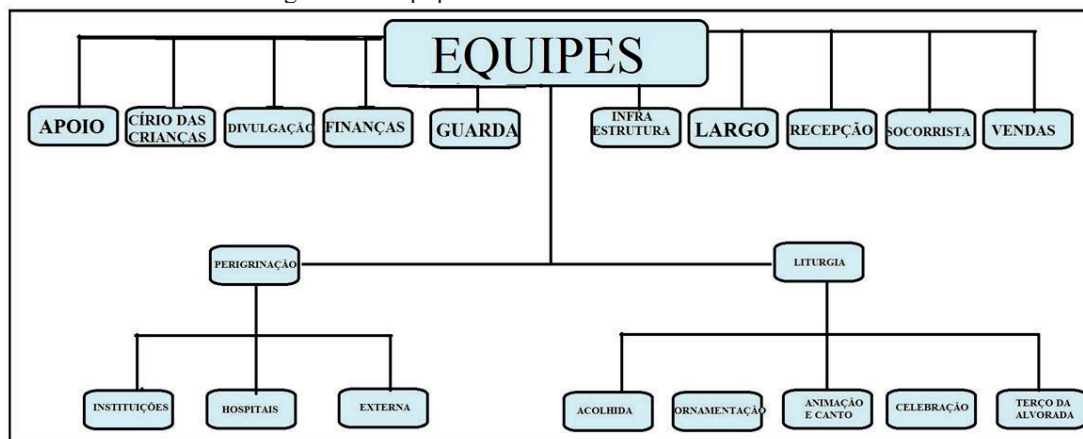 EQUIPES
APOIO
CÍRIO DAS
CRIANÇAS
DIVULGAÇÃO
FINANÇAS
GUARDA
INFRA
ESTRUTURA
LARGO
RECEPÇÃO
SOCORRISTA
VENDAS
PERIGRINAÇÃO
LITURGIA
INSTITUIÇÕES
HOSPITAIS
EXTERNA
ACOLHIDA
ORNAMENTAÇÃO
ANIMAÇÃO
E CANTO
CELEBRAÇÃO
TERÇO DA
ALVORADA